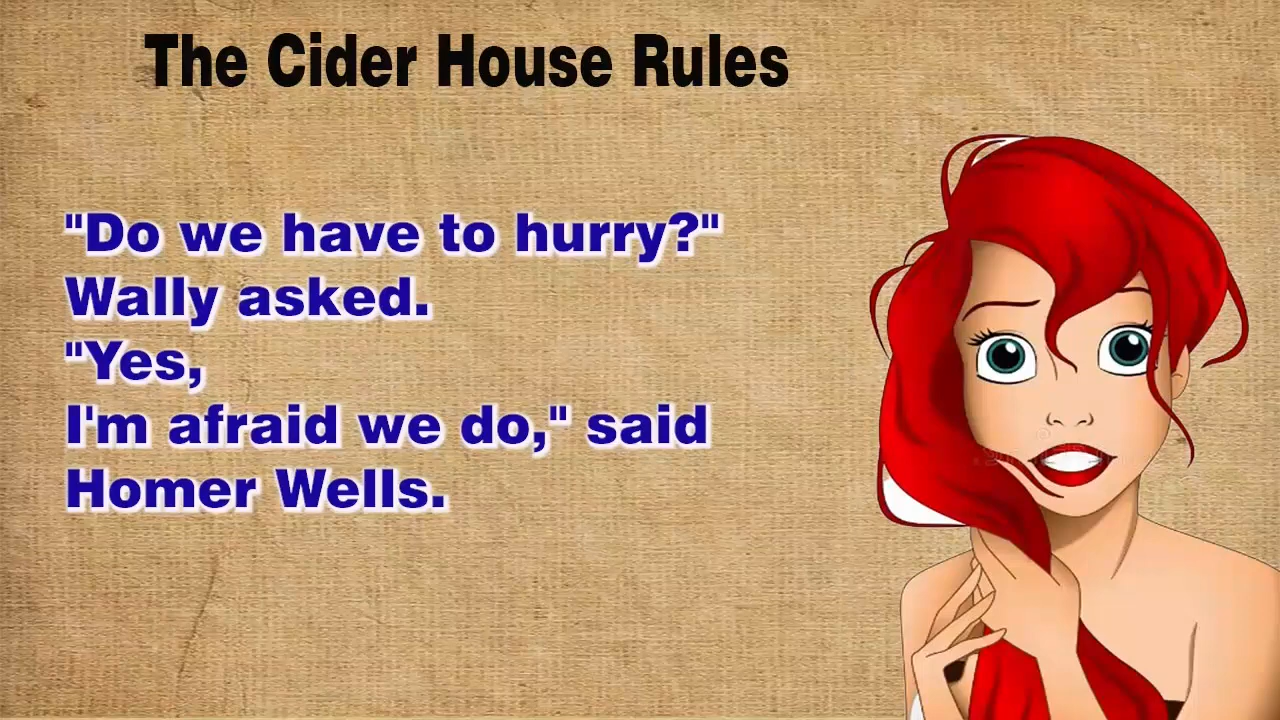 The Cider House Rules
"Do we have to hurry?"
Wally asked.
"Yes,
I'm afraid we do," said
Homer Wells.